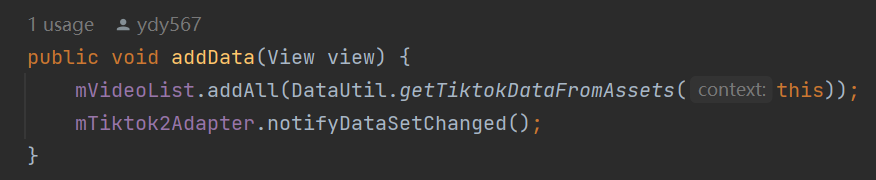 1 usage ydy567
public void addData(View view) {
mVideoList.addAll(DataUtil.getTiktokDataFromAssets( context: this));
mTiktok2Adapter.notifyDataSetChanged();
}